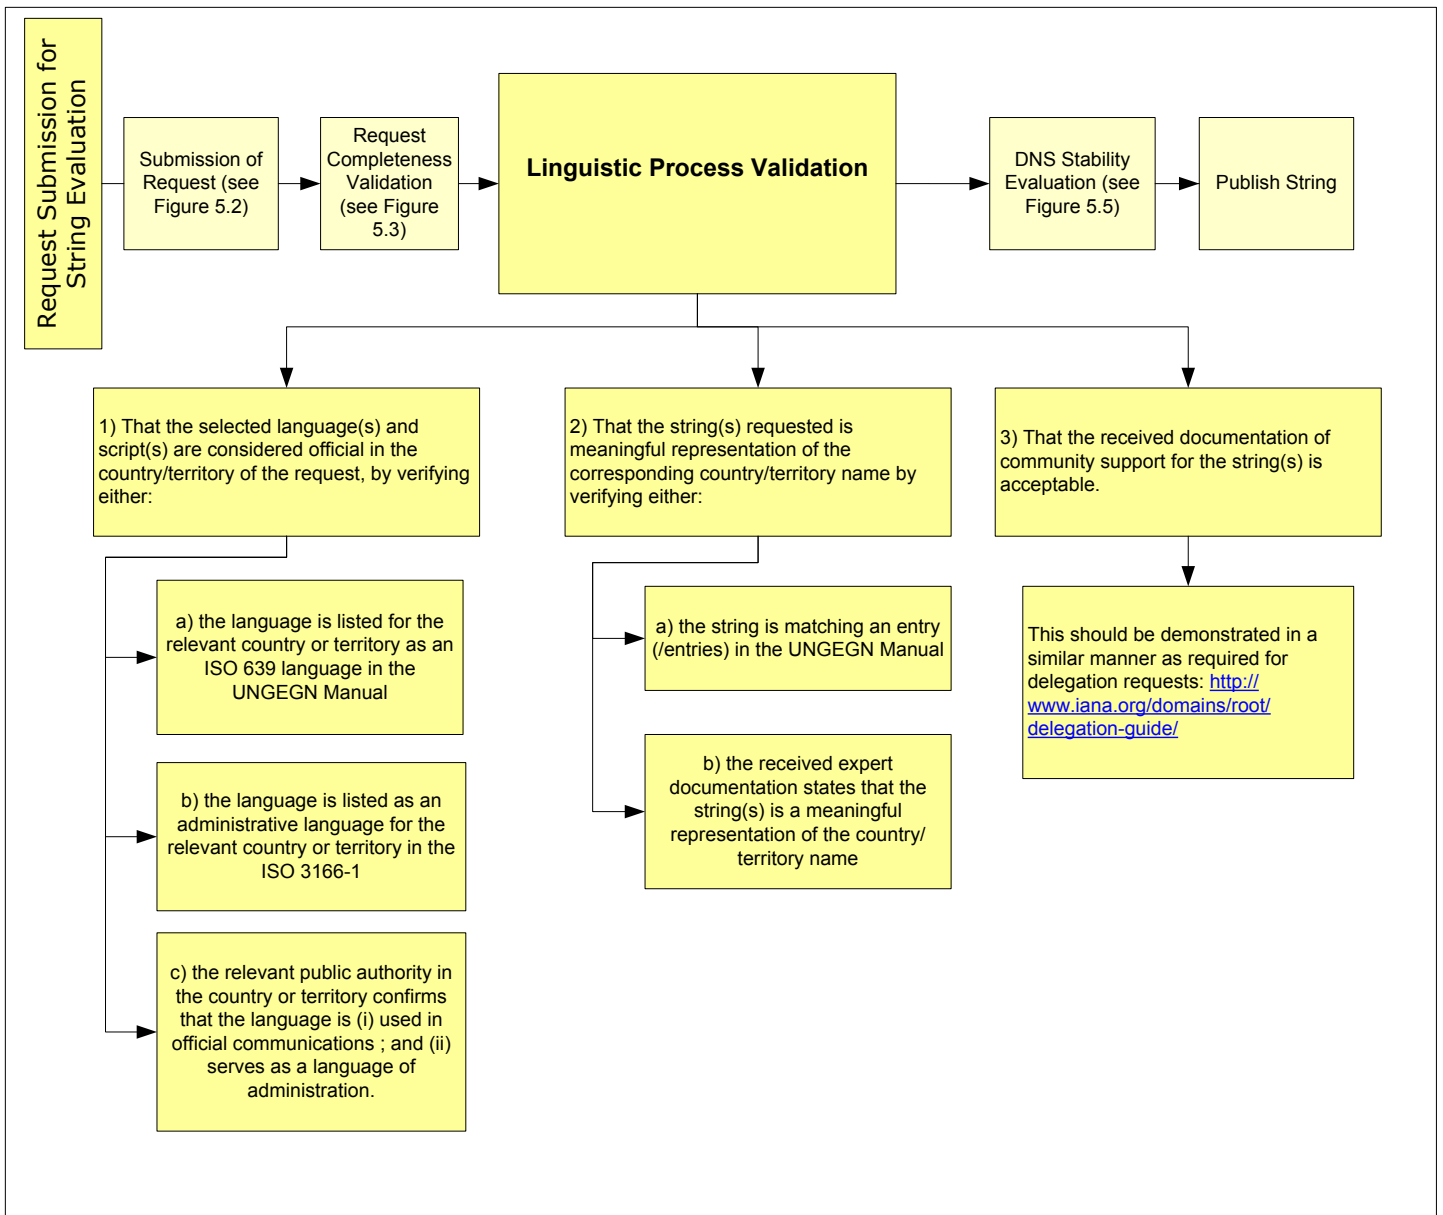 Request Submission for
String Evaluation
Submission of
Request (see
Figure 5.2)
Request
Completeness
Validation
(see Figure
5.3)
Linguistic Process Validation
DNS Stability
Evaluation (see
Figure 5.5)
Publish String
1) That the selected language(s) and
script(s) are considered official in the
country/territory of the request, by verifying
either:
2) That the string(s) requested is
meaningful representation of the
corresponding country/territory name by
verifying either:
3) That the received documentation of
community support for the string(s) is
acceptable.
a) the language is listed for the
relevant country or territory as an
ISO 639 language in the
UNGEGN Manual
b) the language is listed as an
administrative language for the
relevant country or territory in the
ISO 3166-1
c) the relevant public authority in
the country or territory confirms
that the language is (i) used in
official communications ; and (ii)
serves as a language of
administration.
a) the string is matching an entry
(/entries) in the UNGEGN Manual
b) the received expert
documentation states that the
string(s) is a meaningful
representation of the country/
territory name
This should be demonstrated in a
similar manner as required for
delegation requests: http://
www.iana.org/domains/root/
delegation-guide/